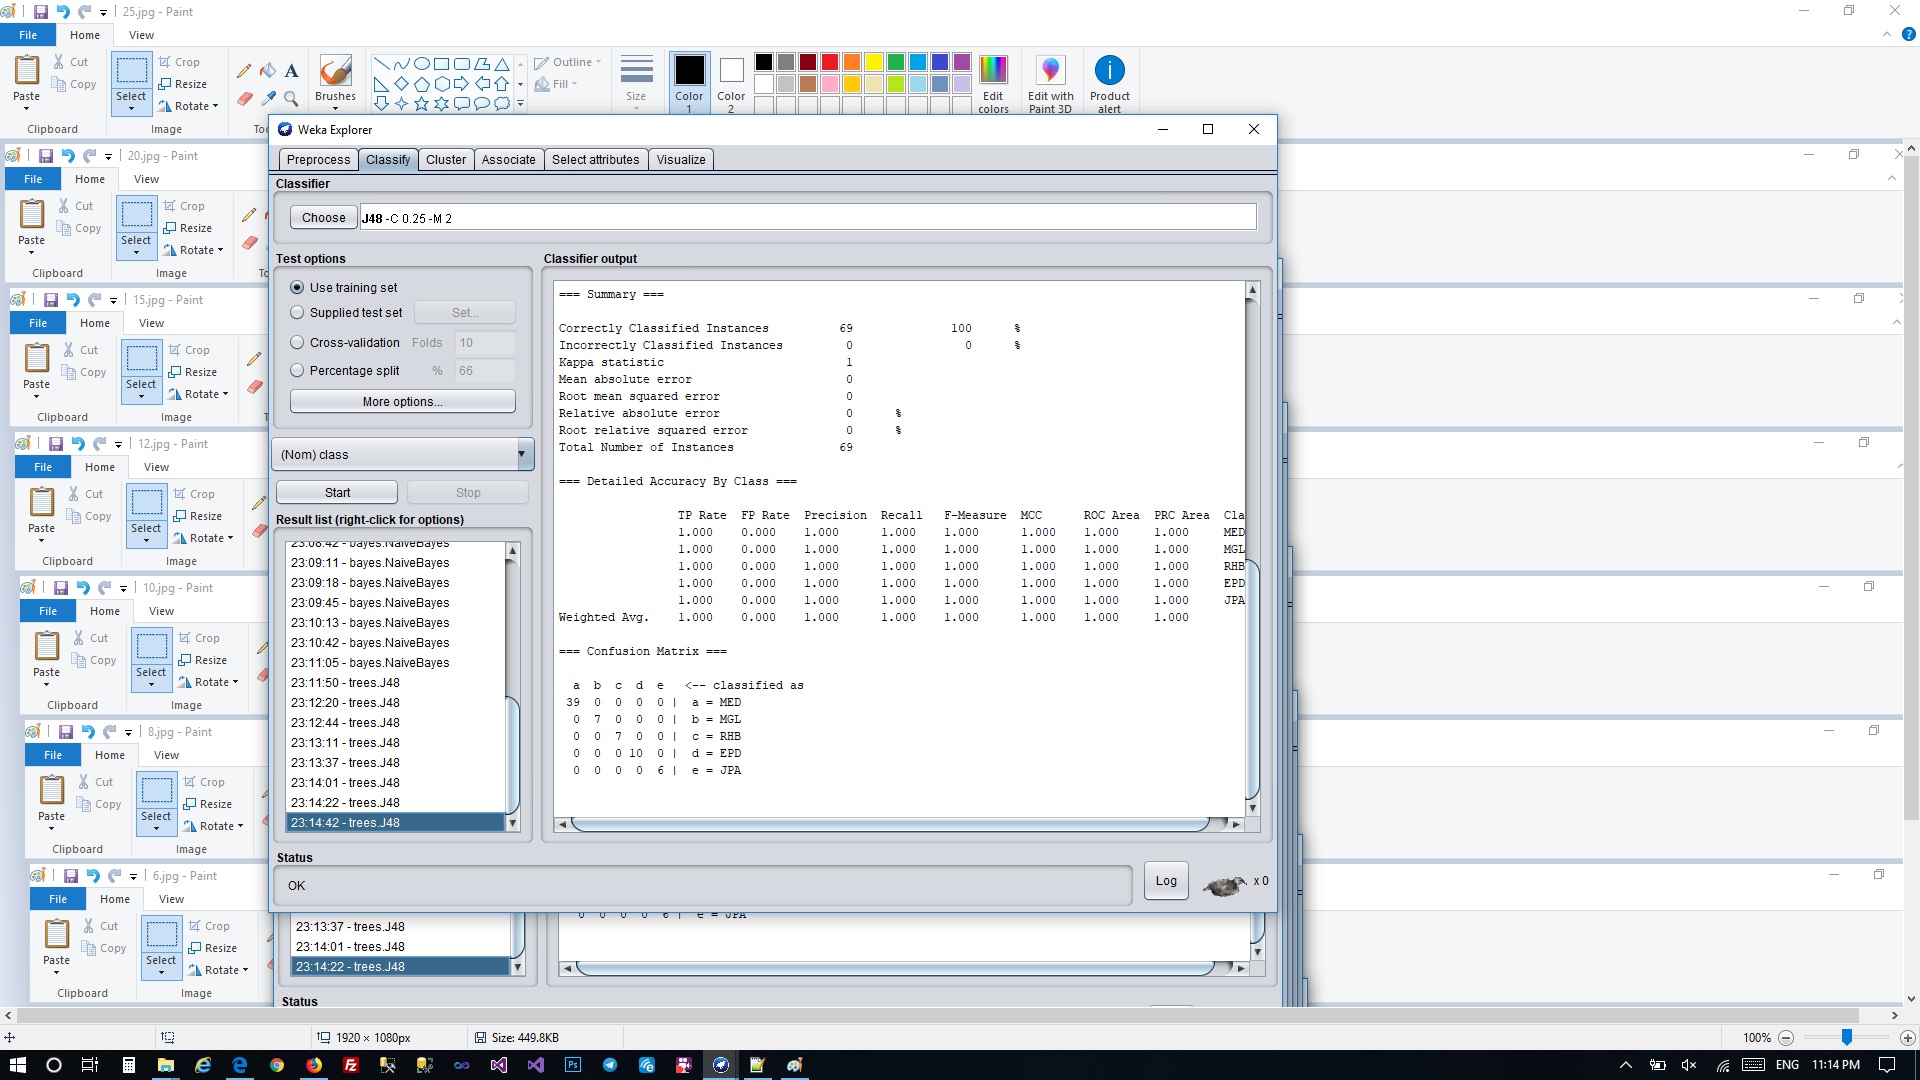 25.jpg - Paint
File Home View
Paste Cut Copy Clipboard
Select Crop Resize Rotate Image
Brushes
Outline Fill
Size
Color 1
Color 2
Edit colors
Edit with Paint 3D
Product alert
20.jpg - Paint
File Home View
Paste Cut Copy Clipboard
Select Crop Resize Rotate Image
15.jpg - Paint
File Home View
Paste Cut Copy Clipboard
Select Crop Resize Rotate Image
12.jpg - Paint
File Home View
Paste Cut Copy Clipboard
Select Crop Resize Rotate Image
10.jpg - Paint
File Home View
Paste Cut Copy Clipboard
Select Crop Resize Rotate Image
8.jpg - Paint
File Home View
Paste Cut Copy Clipboard
Select Crop Resize Rotate Image
6.jpg - Paint
File Home View
Paste Cut Copy Clipboard
Select Crop Resize Rotate Image
Weka Explorer
Preprocess Classify Cluster Associate Select attributes Visualize
Classifier
Choose J48 -C 0.25 -M 2
Test options
Use training set
Supplied test set Set...
Cross-validation Folds 10
Percentage split % 66
More options...
(Nom) class
Start Stop
Result list (right-click for options)
23:08:42 - bayes.NaiveBayes
23:09:11 - bayes.NaiveBayes
23:09:18 - bayes.NaiveBayes
23:09:45 - bayes.NaiveBayes
23:10:13 - bayes.NaiveBayes
23:10:42 - bayes.NaiveBayes
23:11:05 - bayes.NaiveBayes
23:11:50 - trees.J48
23:12:20 - trees.J48
23:12:44 - trees.J48
23:13:11 - trees.J48
23:13:37 - trees.J48
23:14:01 - trees.J48
23:14:22 - trees.J48
23:14:42 - trees.J48
Classifier output
=== Summary ===
Correctly Classified Instances 69 100 %
Incorrectly Classified Instances 0 0 %
Kappa statistic 1
Mean absolute error 0
Root mean squared error 0
Relative absolute error 0 %
Root relative squared error 0 %
Total Number of Instances 69
=== Detailed Accuracy By Class ===
TP Rate FP Rate Precision Recall F-Measure MCC ROC Area PRC Area Cla
1.000 0.000 1.000 1.000 1.000 1.000 1.000 1.000 MED
1.000 0.000 1.000 1.000 1.000 1.000 1.000 1.000 MGL
1.000 0.000 1.000 1.000 1.000 1.000 1.000 1.000 RHB
1.000 0.000 1.000 1.000 1.000 1.000 1.000 1.000 EPD
1.000 0.000 1.000 1.000 1.000 1.000 1.000 1.000 JPA
Weighted Avg. 1.000 0.000 1.000 1.000 1.000 1.000 1.000 1.000
=== Confusion Matrix ===
a b c d e <-- classified as
39 0 0 0 0 | a = MED
0 7 0 0 0 | b = MGL
0 0 7 0 0 | c = RHB
0 0 0 10 0 | d = EPD
0 0 0 0 6 | e = JPA
Status
OK
Log x 0
0 0 0 0 6 | e = JPA
23:13:37 - trees.J48
23:14:01 - trees.J48
23:14:22 - trees.J48
Status
1920 × 1080px Size: 449.8KB 100%
ENG 11:14 PM